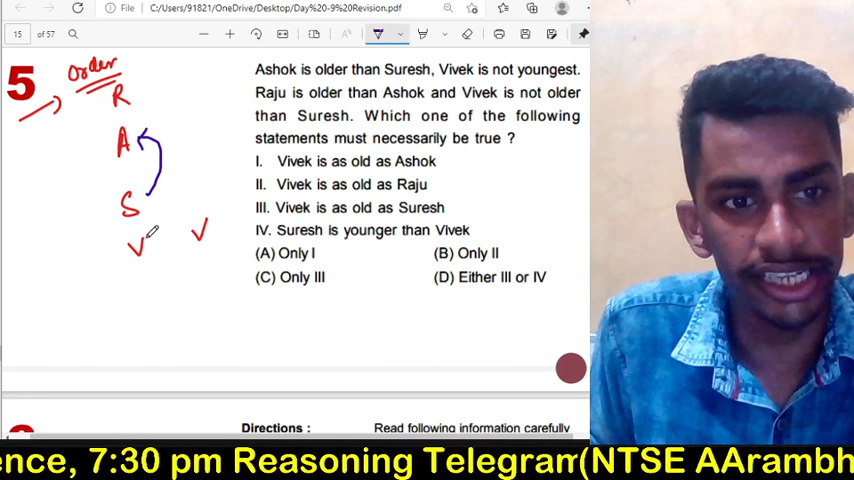 File
C:/Users/91821/OneDrive/Desktop/Day%20-9%20Revision.pdf
15
of 57
5
order
R
A
S
V
V
Ashok is older than Suresh, Vivek is not youngest.
Raju is older than Ashok and Vivek is not older
than Suresh. Which one of the following
statements must necessarily be true ?
I. Vivek is as old as Ashok
II. Vivek is as old as Raju
III. Vivek is as old as Suresh
IV. Suresh is younger than Vivek
(A) Only I
(B) Only II
(C) Only III
(D) Either III or IV
Directions :
Read following information carefully
ence, 7:30 pm Reasoning Telegram(NTSE AArambh